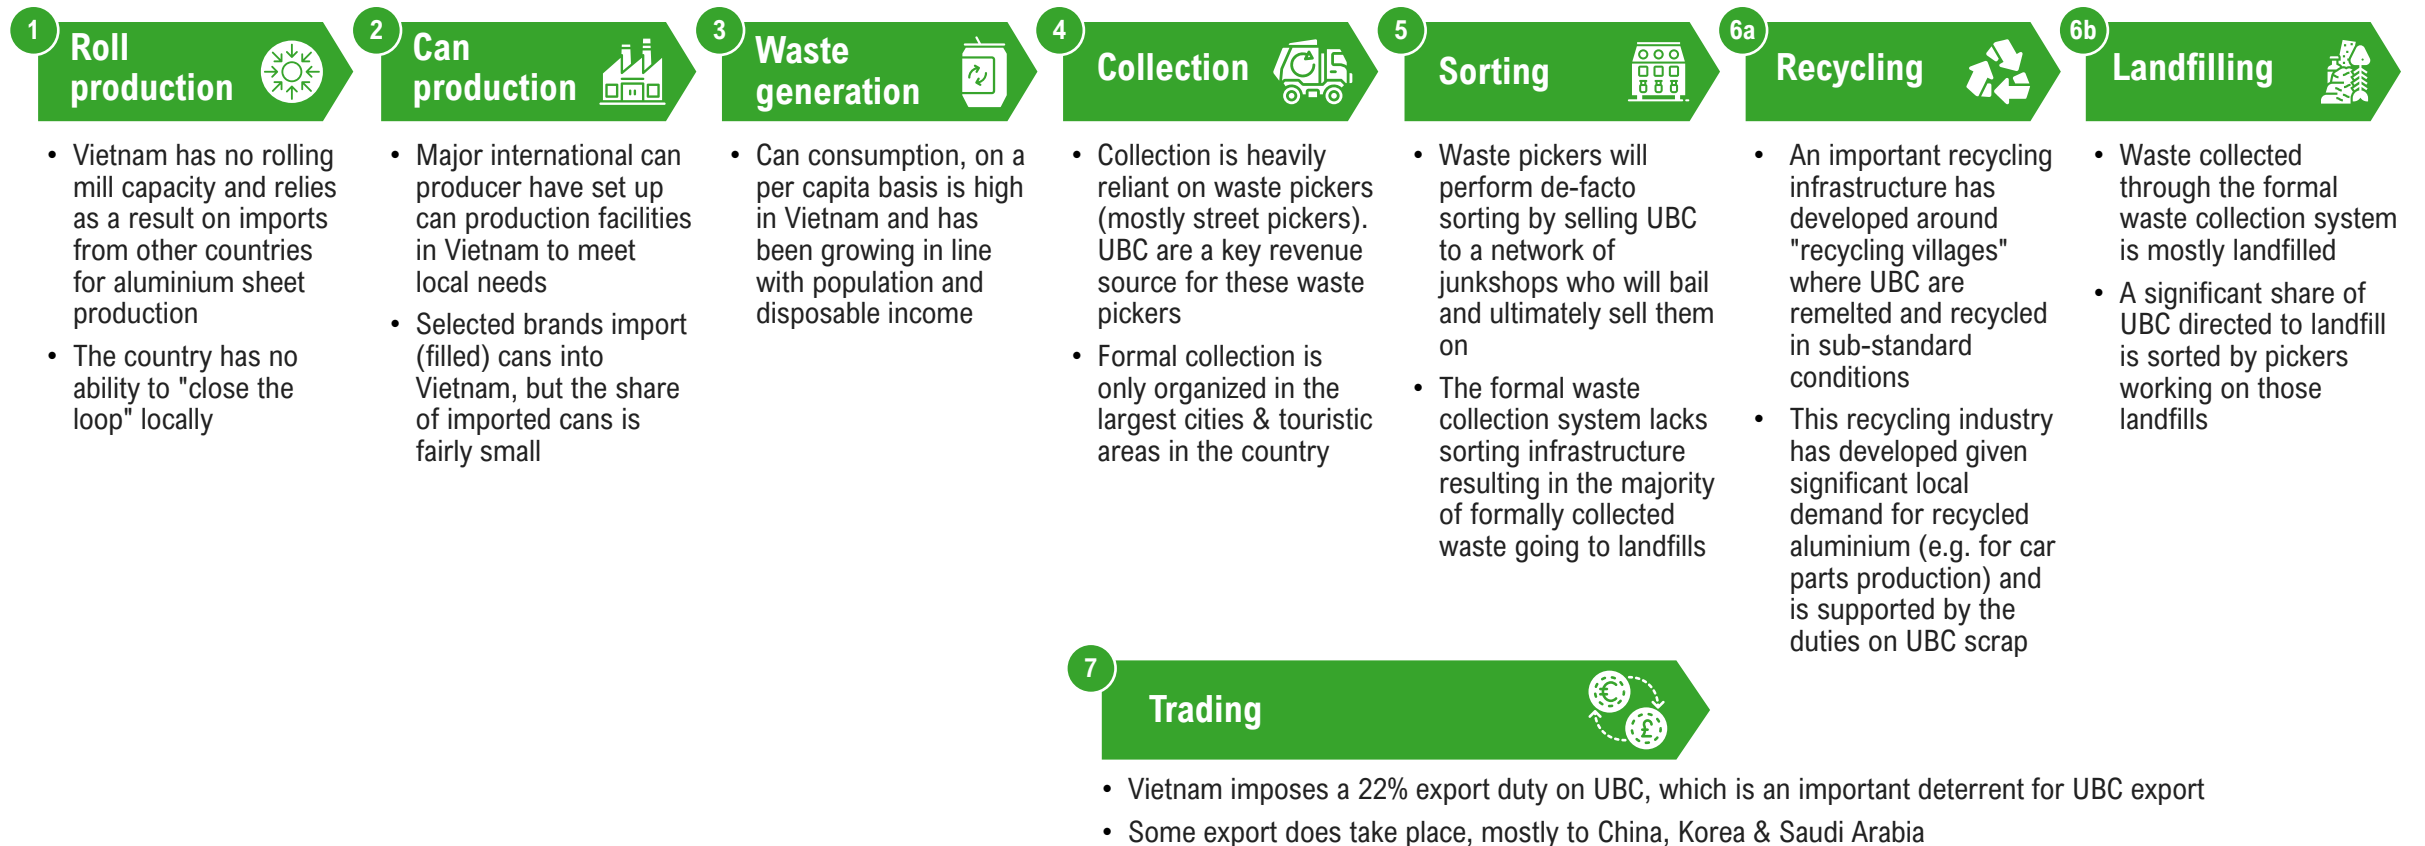 1
Roll
production
• Vietnam has no rolling
mill capacity and relies
as a result on imports
from other countries
for aluminium sheet
production
• The country has no
ability to "close the
loop" locally
2
Can
production
• Major international can
producer have set up
can production facilities
in Vietnam to meet
local needs
• Selected brands import
(filled) cans into
Vietnam, but the share
of imported cans is
fairly small
3
Waste
generation
• Can consumption, on a
per capita basis is high
in Vietnam and has
been growing in line
with population and
disposable income
4
Collection
• Collection is heavily
reliant on waste pickers
(mostly street pickers).
UBC are a key revenue
source for these waste
pickers
• Formal collection is
only organized in the
largest cities & touristic
areas in the country
5
Sorting
• Waste pickers will
perform de-facto
sorting by selling UBC
to a network of
junkshops who will bail
and ultimately sell them
on
• The formal waste
collection system lacks
sorting infrastructure
resulting in the majority
of formally collected
waste going to landfills
6a
Recycling
• An important recycling
infrastructure has
developed around
"recycling villages"
where UBC are
remelted and recycled
in sub-standard
conditions
• This recycling industry
has developed given
significant local
demand for recycled
aluminium (e.g. for car
parts production) and
is supported by the
duties on UBC scrap
6b
Landfilling
• Waste collected
through the formal
waste collection system
is mostly landfilled
• A significant share of
UBC directed to landfill
is sorted by pickers
working on those
landfills
7
Trading
€
£
• Vietnam imposes a 22% export duty on UBC, which is an important deterrent for UBC export
• Some export does take place, mostly to China, Korea & Saudi Arabia